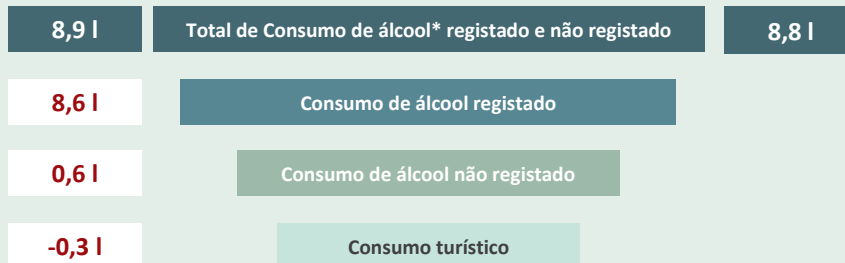 8,9 l Total de Consumo de álcool* registado e não registado 8,8 l
8,6 l Consumo de álcool registado
0,6 l Consumo de álcool não registado
-0,3 l Consumo turístico